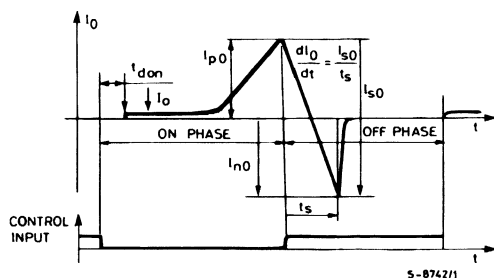 I0
tdon
I0
Ip0
dI0/dt = Is0/ts
Is0
t
ON PHASE
OFF PHASE
In0
ts
CONTROL
INPUT
t
S-8742/1